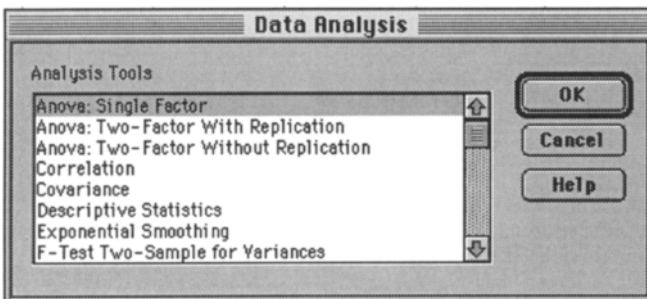 Data Analysis
Analysis Tools
Anova: Single Factor
Anova: Two-Factor With Replication
Anova: Two-Factor Without Replication
Correlation
Covariance
Descriptive Statistics
Exponential Smoothing
F-Test Two-Sample for Variances
OK
Cancel
Help